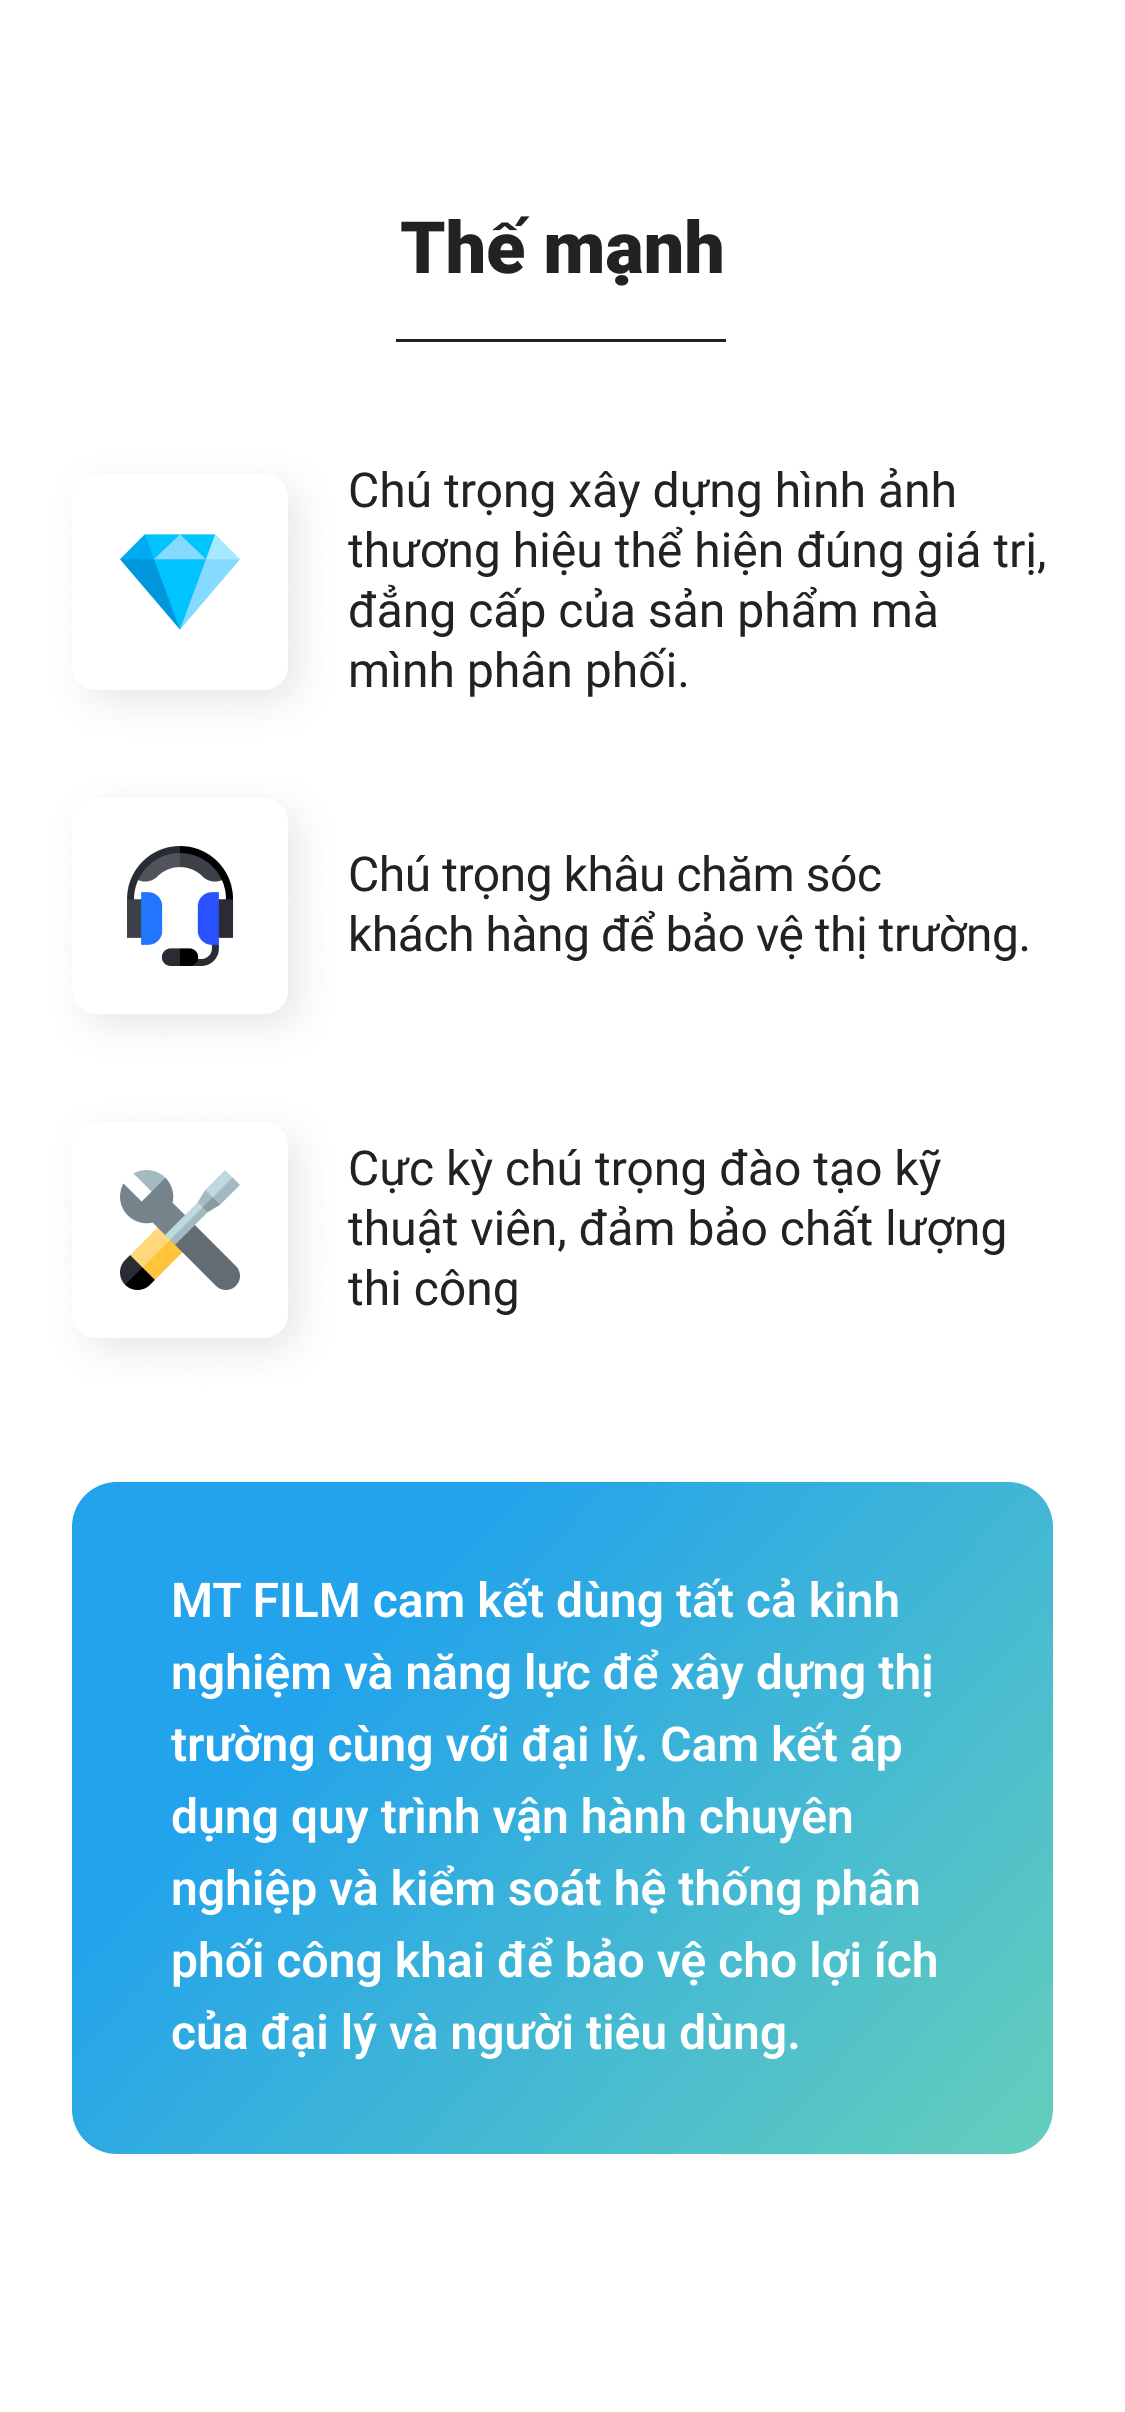 Thế mạnh
Chú trọng xây dựng hình ảnh
thương hiệu thể hiện đúng giá trị,
đẳng cấp của sản phẩm mà
mình phân phối.
Chú trọng khâu chăm sóc
khách hàng để bảo vệ thị trường.
Cực kỳ chú trọng đào tạo kỹ
thuật viên, đảm bảo chất lượng
thi công
MT FILM cam kết dùng tất cả kinh
nghiệm và năng lực để xây dựng thị
trường cùng với đại lý. Cam kết áp
dụng quy trình vận hành chuyên
nghiệp và kiểm soát hệ thống phân
phối công khai để bảo vệ cho lợi ích
của đại lý và người tiêu dùng.